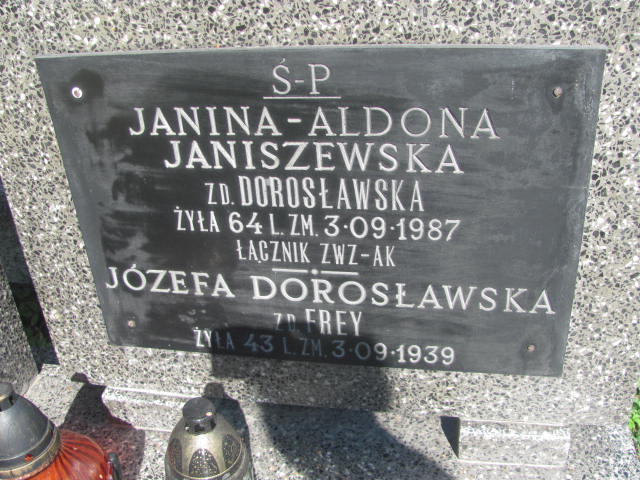 Ś-P
JANINA-ALDONA
JANISZEWSKA
ZD. DOROSŁAWSKA
ŻYŁA 64 L. ZM. 3·09·1987
ŁĄCZNIK ZWZ-AK
JÓZEFA DOROSŁAWSKA
ZD. FREY
ŻYŁA 43 L. ZM. 3·09·1939